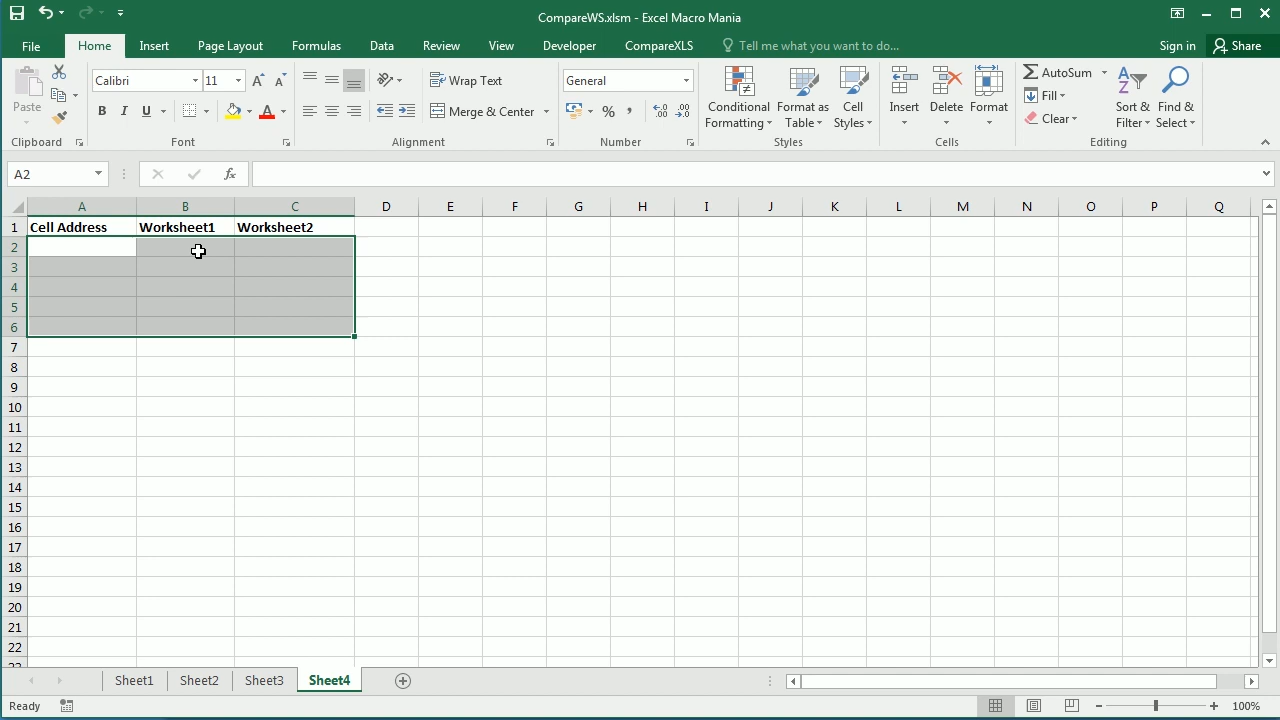 CompareWS.xlsm - Excel Macro Mania
File Home Insert Page Layout Formulas Data Review View Developer CompareXLS Tell me what you want to do... Sign in Share
Paste
Clipboard
Calibri 11
B I U A
Font
Wrap Text
Merge & Center
Alignment
General
%
Number
Conditional Formatting
Format as Table
Cell Styles
Styles
Insert Delete Format
Cells
AutoSum
Fill
Clear
Sort & Filter
Find & Select
Editing
A2 fx
A B C D E F G H I J K L M N O P Q
1 Cell Address Worksheet1 Worksheet2
2
3
4
5
6
7
8
9
10
11
12
13
14
15
16
17
18
19
20
21
22
23
Sheet1 Sheet2 Sheet3 Sheet4
Ready 100%